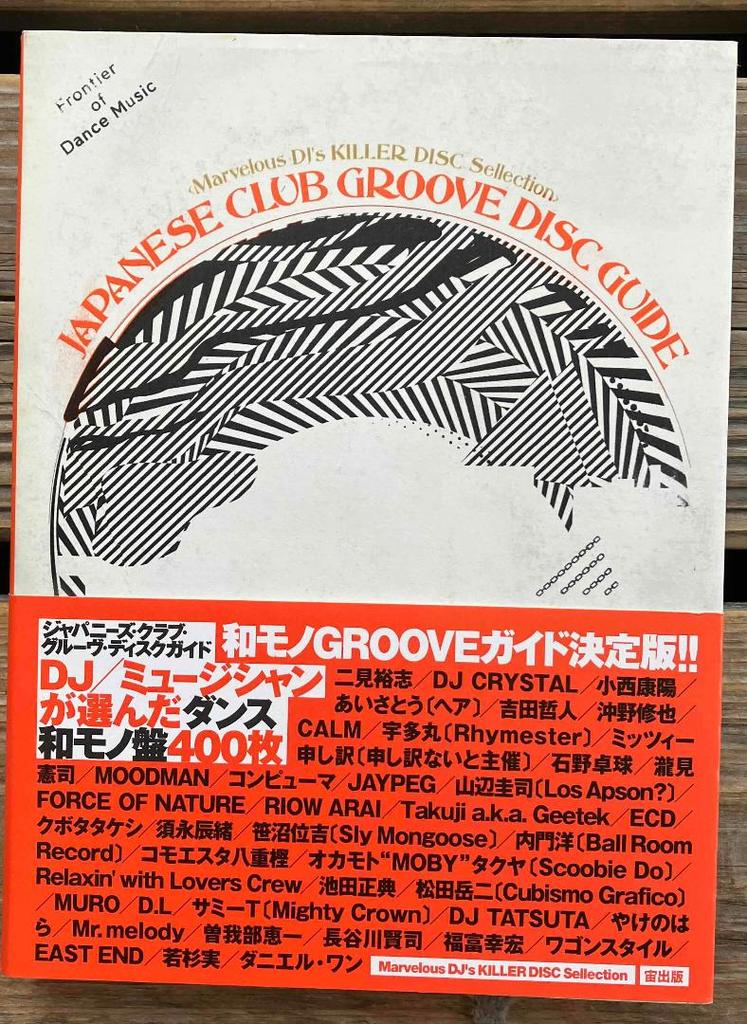 Frontier
of
Dance Music
<Marvelous DJ's KILLER DISC Sellection>
JAPANESE CLUB GROOVE DISC GUIDE
ジャパニーズ・クラブ・
グルーヴ・ディスクガイド
和モノGROOVEガイド決定版!!
DJ／ミュージシャン
が選んだダンス
和モノ盤400枚
二見裕志／DJ CRYSTAL／小西康陽／
あいさとう〔ヘア〕／吉田哲人／沖野修也／
CALM／宇多丸〔Rhymester〕／ミッツィー
申し訳〔申し訳ないと主催〕／石野卓球／瀧見
憲司／MOODMAN／コンピューマ／JAYPEG／山辺圭司〔Los Apson?〕／
FORCE OF NATURE／RIOW ARAI／Takuji a.k.a. Geetek／ECD／
クボタタケシ／須永辰緒／笹沼位吉〔Sly Mongoose〕／内門洋〔Ball Room
Record〕／コモエスタ八重樫／オカモト“MOBY”タクヤ〔Scoobie Do〕／
Relaxin' with Lovers Crew／池田正典／松田岳二〔Cubismo Grafico〕
／MURO／D.L／サミーT〔Mighty Crown〕／DJ TATSUTA／やけのは
ら／Mr. melody／曽我部恵一／長谷川賢司／福富幸宏／ワゴンスタイル／
EAST END／若杉実／ダニエル・ワン
Marvelous DJ's KILLER DISC Sellection
宙出版